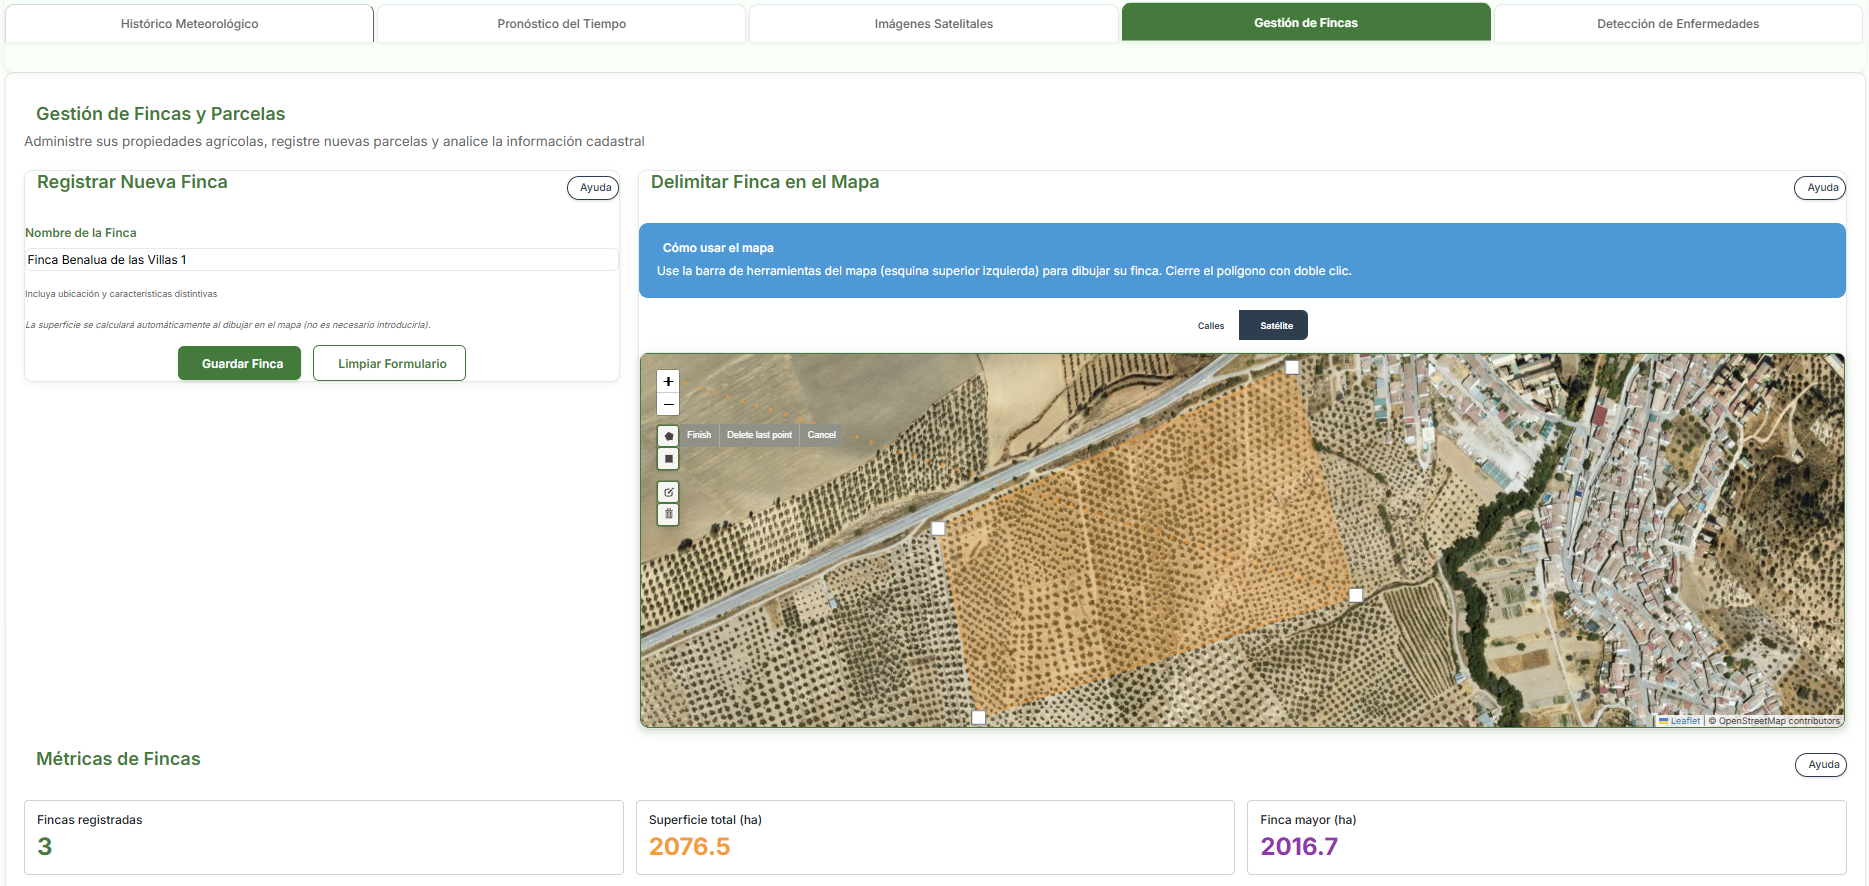 Histórico Meteorológico
Pronóstico del Tiempo
Imágenes Satelitales
Gestión de Fincas
Detección de Enfermedades
Gestión de Fincas y Parcelas
Administre sus propiedades agrícolas, registre nuevas parcelas y analice la información cadastral
Registrar Nueva Finca
Ayuda
Nombre de la Finca
Finca Benalua de las Villas 1
Incluya ubicación y características distintivas
La superficie se calculará automáticamente al dibujar en el mapa (no es necesario introducirla).
Guardar Finca
Limpiar Formulario
Delimitar Finca en el Mapa
Ayuda
Cómo usar el mapa
Use la barra de herramientas del mapa (esquina superior izquierda) para dibujar su finca. Cierre el polígono con doble clic.
Calles
Satélite
+
−
Finish
Delete last point
Cancel
Leaflet | © OpenStreetMap contributors
Métricas de Fincas
Ayuda
Fincas registradas
3
Superficie total (ha)
2076.5
Finca mayor (ha)
2016.7